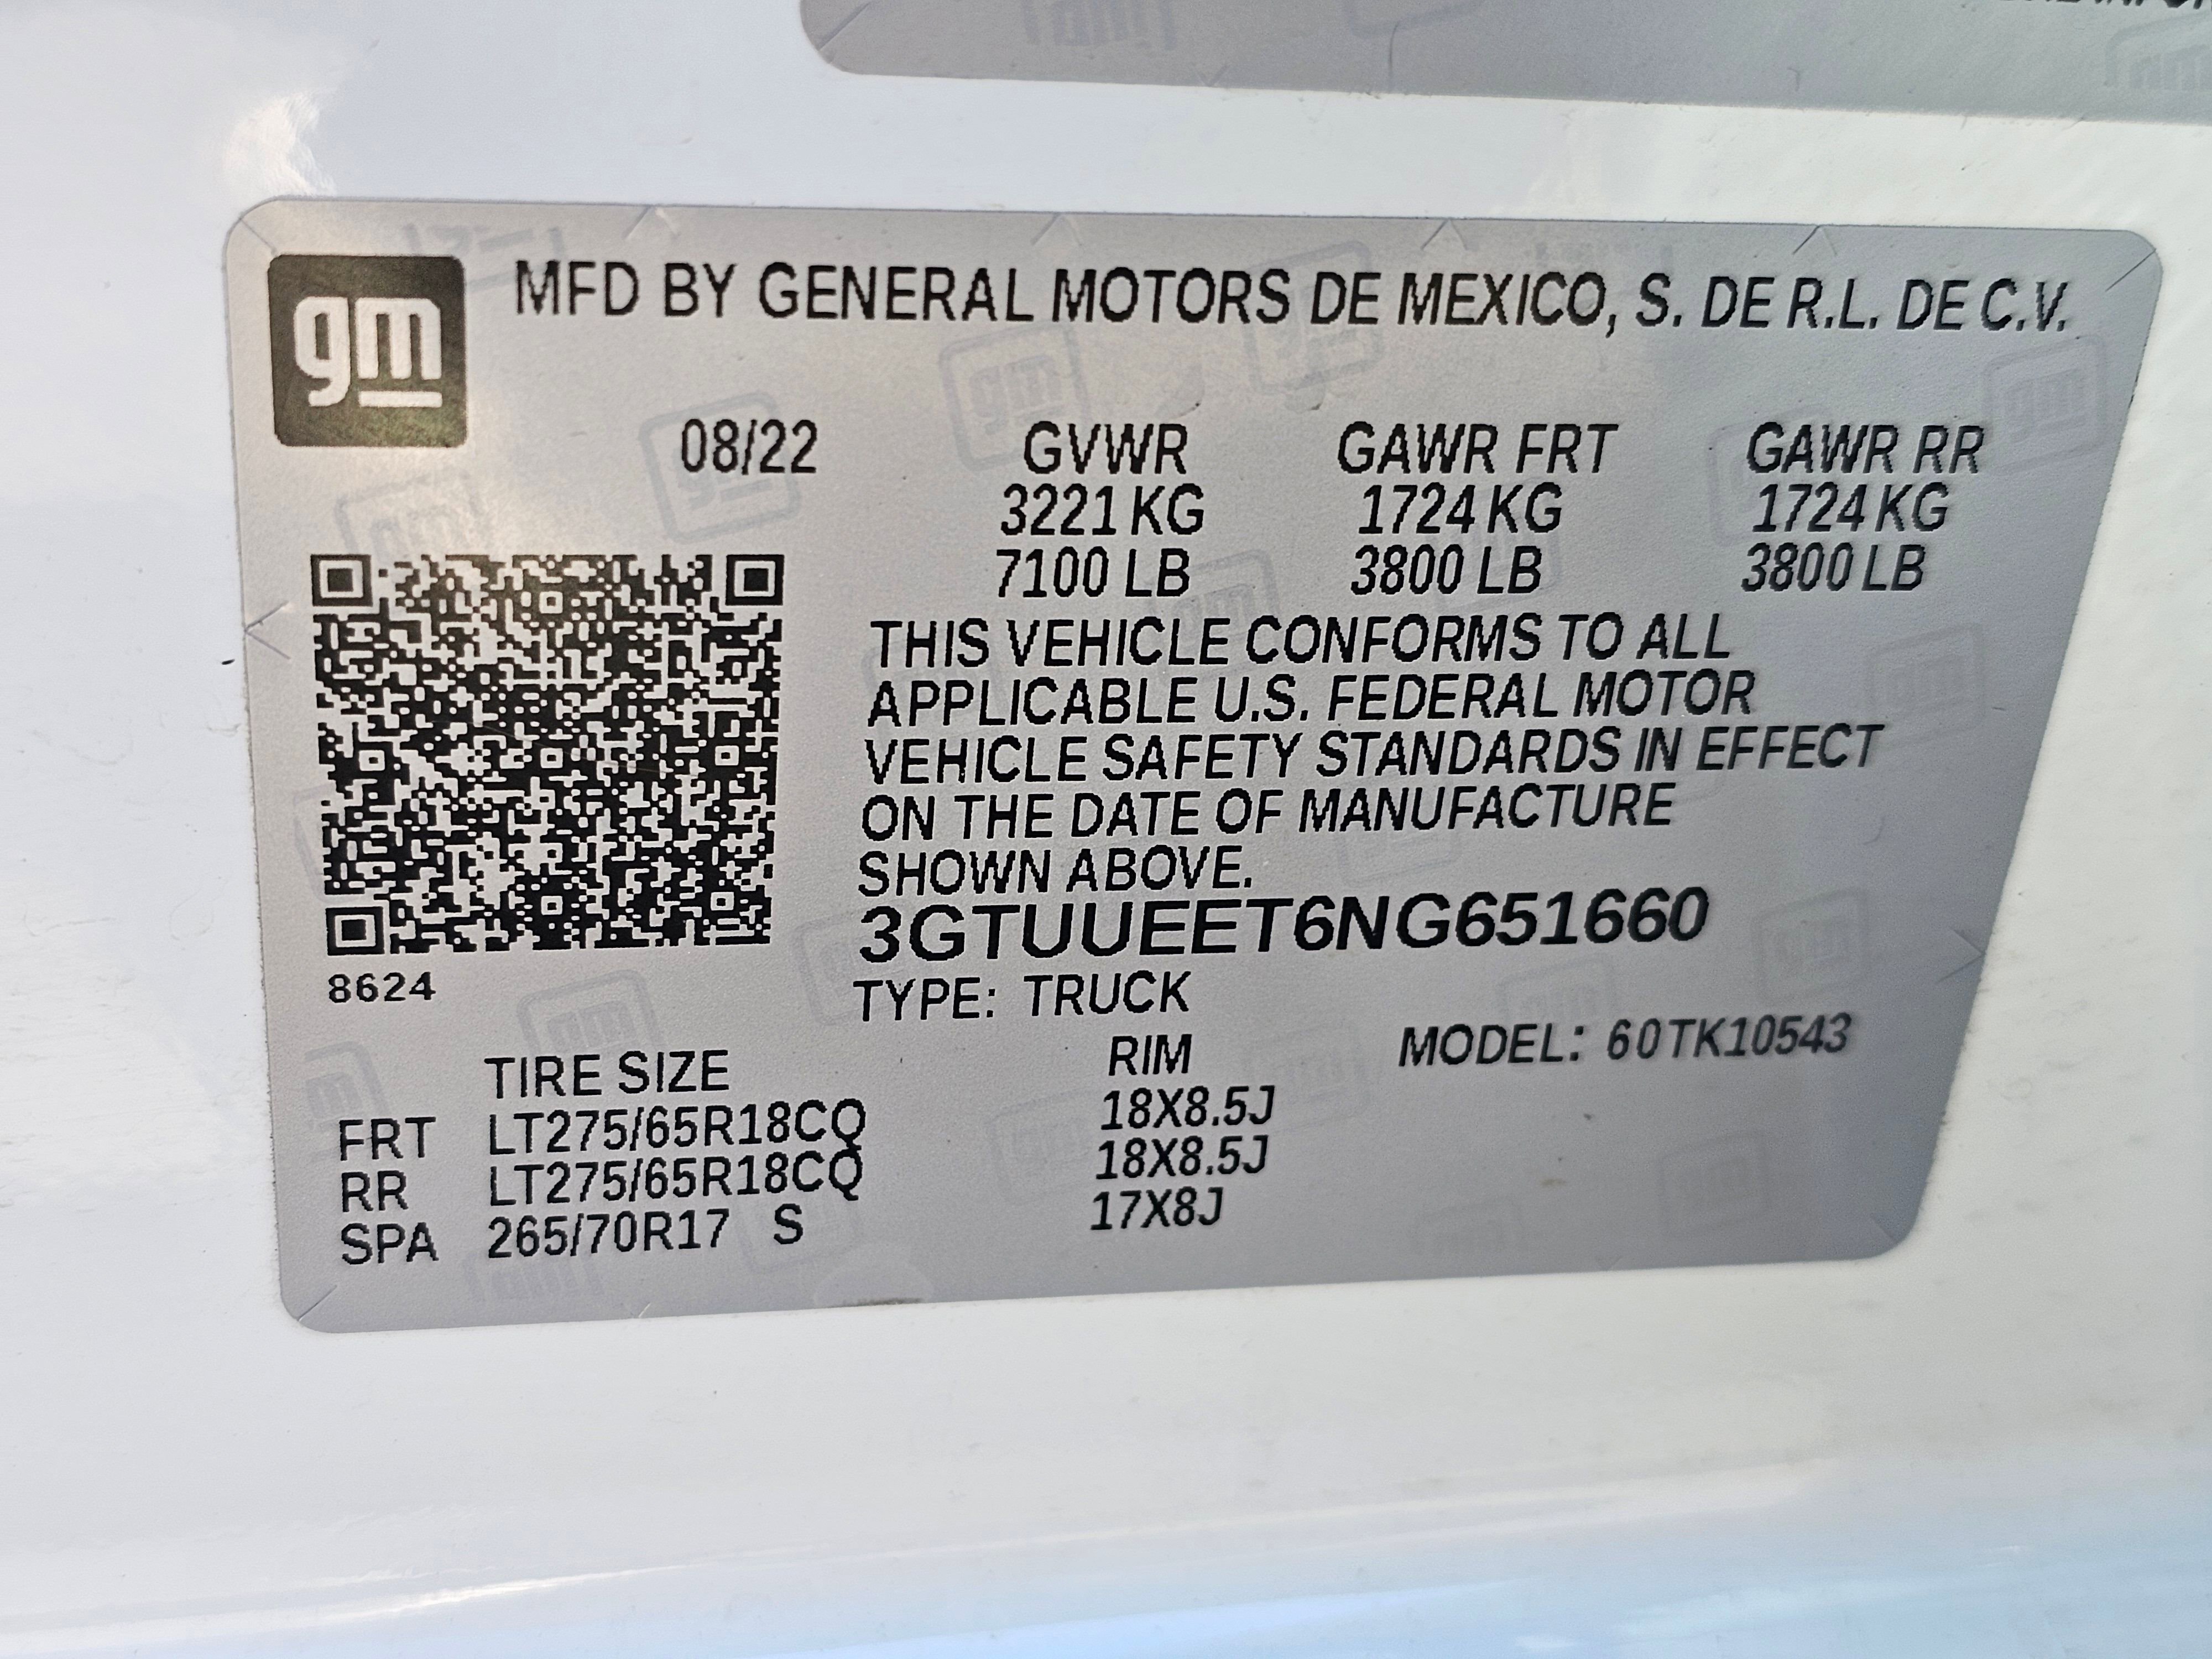 gm
MFD BY GENERAL MOTORS DE MEXICO, S. DE R.L. DE C.V.
08/22 GVWR GAWR FRT GAWR RR
3221 KG 1724 KG 1724 KG
7100 LB 3800 LB 3800 LB
THIS VEHICLE CONFORMS TO ALL
APPLICABLE U.S. FEDERAL MOTOR
VEHICLE SAFETY STANDARDS IN EFFECT
ON THE DATE OF MANUFACTURE
SHOWN ABOVE.
3GTUUEET6NG651660
8624
TYPE: TRUCK
TIRE SIZE RIM MODEL: 60TK10543
FRT LT275/65R18CQ 18X8.5J
RR LT275/65R18CQ 18X8.5J
SPA 265/70R17 S 17X8J